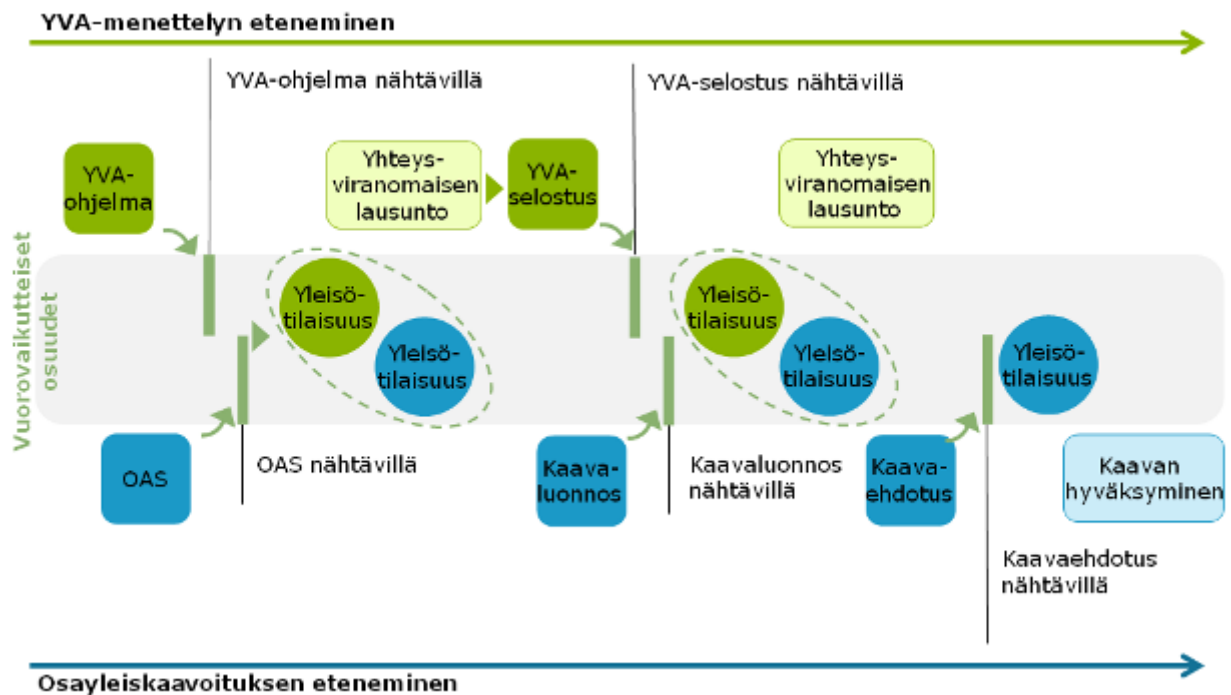 YVA-menettelyn eteneminen
YVA-ohjelma nähtävillä
YVA-selostus nähtävillä
YVA-
ohjelma
Yhteys-
viranomaisen
lausunto
YVA-
selostus
Yhteys-
viranomaisen
lausunto
Vuorovaikutteiset
osuudet
Yleisö-
tilaisuus
Yleisö-
tilaisuus
Yleisö-
tilaisuus
Yleisö-
tilaisuus
Yleisö-
tilaisuus
OAS
OAS nähtävillä
Kaava-
luonnos
Kaavaluonnos
nähtävillä
Kaava-
ehdotus
Kaavan
hyväksyminen
Kaavaehdotus
nähtävillä
Osayleiskaavoituksen eteneminen